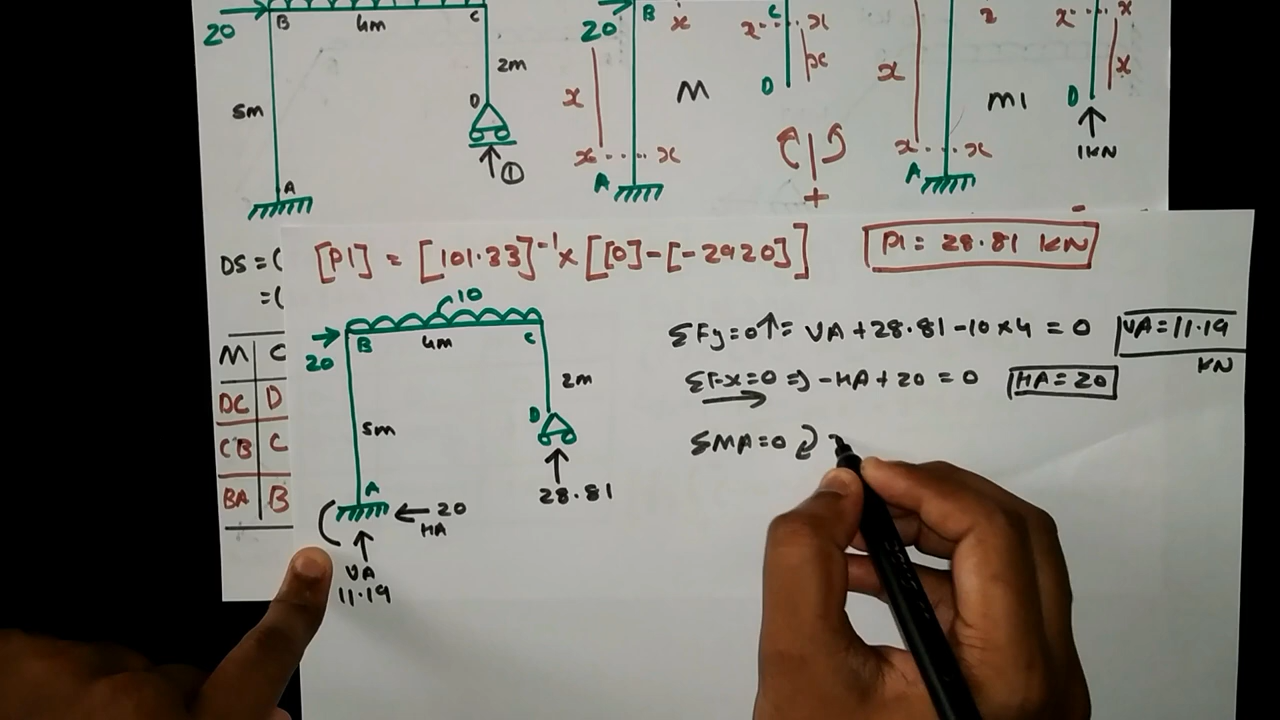 20 B 4m C 20 B x C x x x x x
5m 2m x x x x
D M D M1 D
①
x x x x 1KN
A A + A
DS = (
= (
[P1] = [101.33]⁻¹ x [[0]-[-2920]] P1 = 28.81 KN
M C
DC D
CB C
BA B
10
20 B 4m C
2m
5m D
A
28.81
20
HA
VA
11.19
ΣFy=0↑= VA + 28.81 - 10x4 = 0 VA = 11.19 KN
ΣFx=0 => -HA + 20 = 0 HA = 20
ΣMA=0